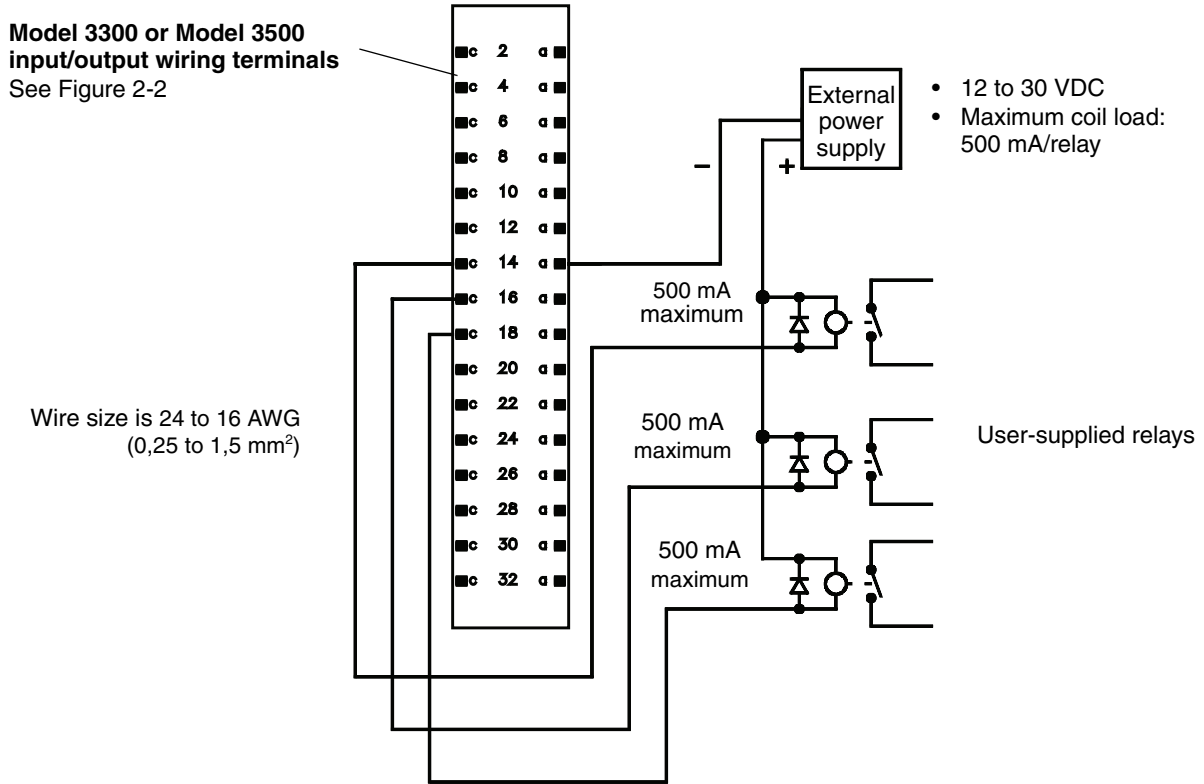 Model 3300 or Model 3500
input/output wiring terminals
See Figure 2-2
c 2 a
c 4 a
c 6 a
c 8 a
c 10 a
c 12 a
c 14 a
c 16 a
c 18 a
c 20 a
c 22 a
c 24 a
c 26 a
c 28 a
c 30 a
c 32 a
External
power
supply
• 12 to 30 VDC
• Maximum coil load:
500 mA/relay
– +
500 mA
maximum
500 mA
maximum
500 mA
maximum
User-supplied relays
Wire size is 24 to 16 AWG
(0,25 to 1,5 mm²)